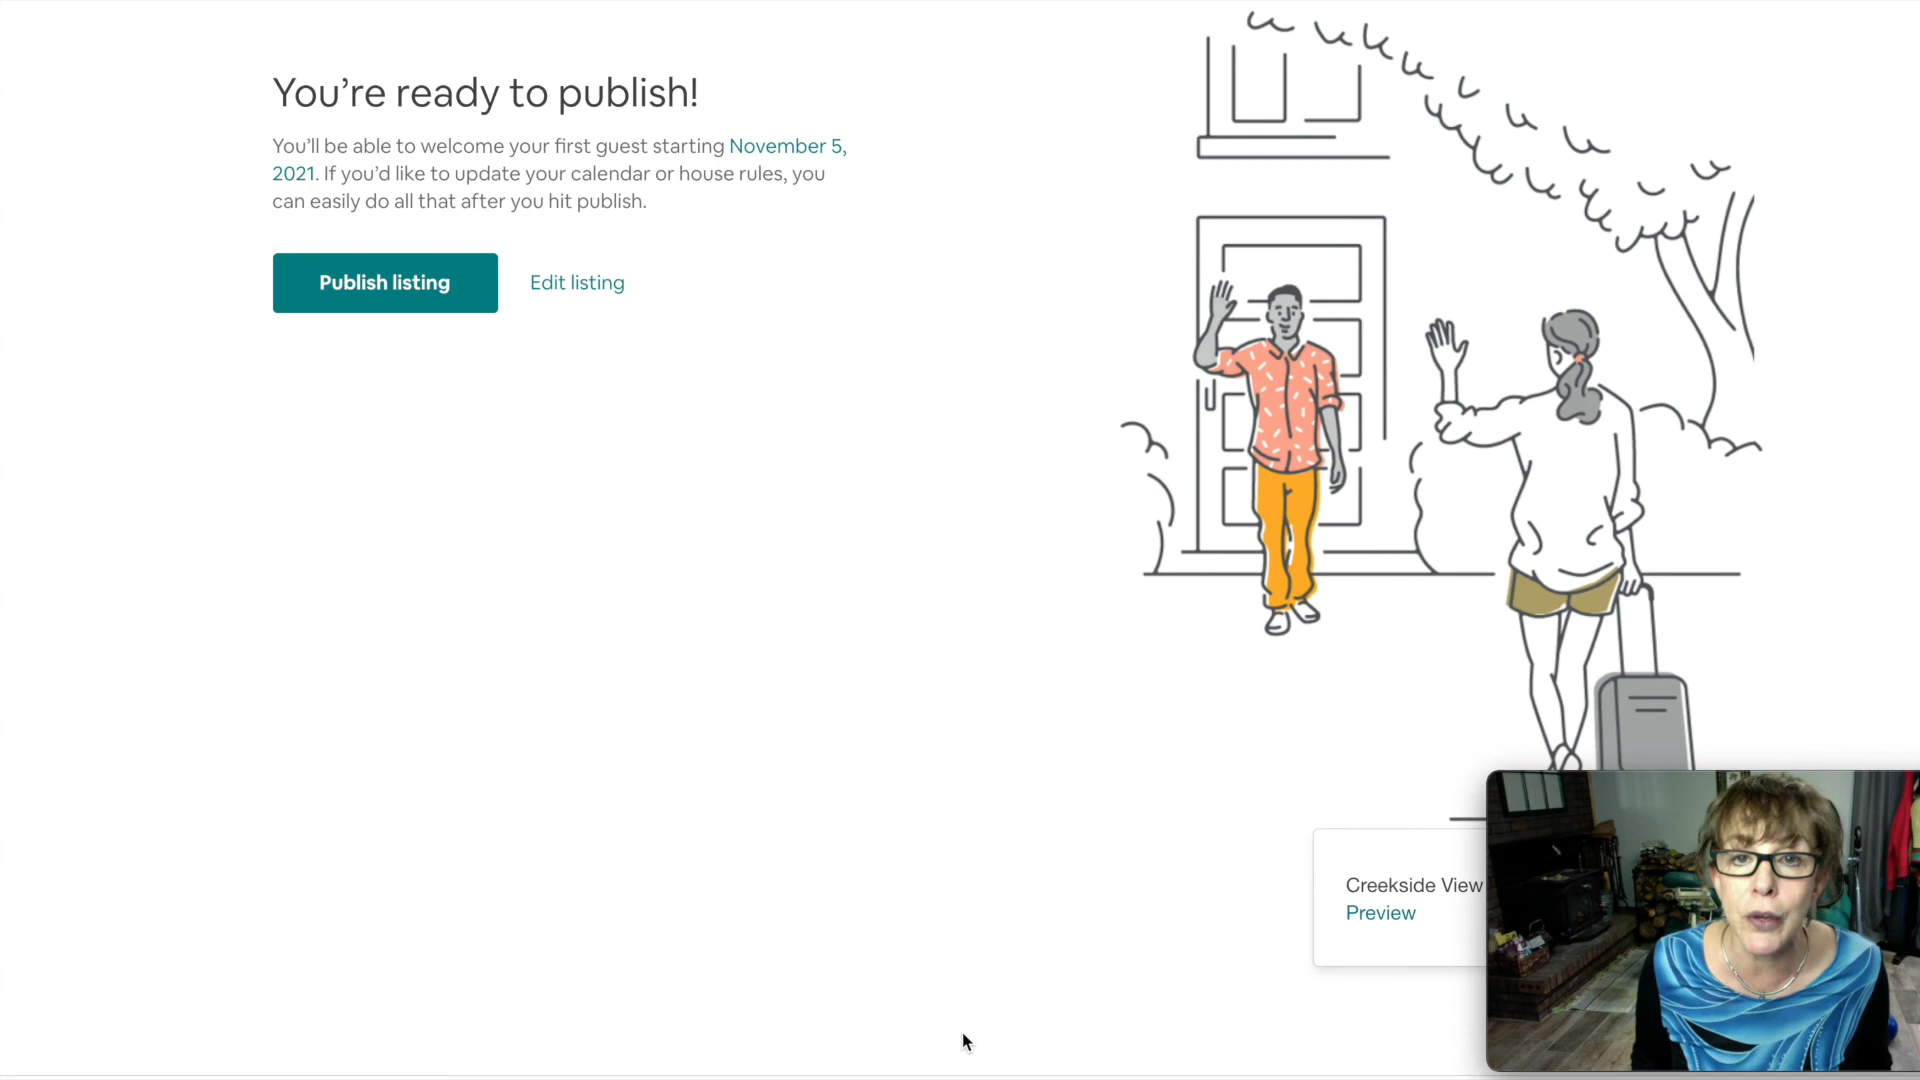 You’re ready to publish!
You’ll be able to welcome your first guest starting November 5,
2021. If you’d like to update your calendar or house rules, you
can easily do all that after you hit publish.
Publish listing
Edit listing
Creekside View
Preview